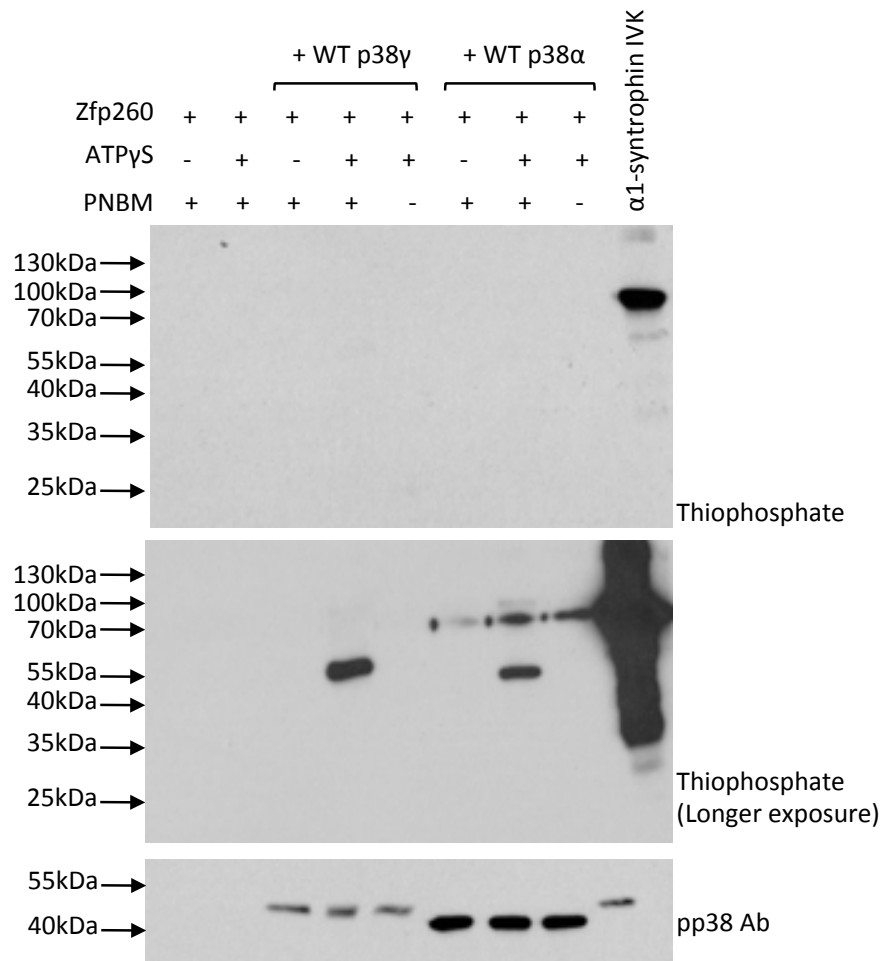 α1-syntrophin IVK
+ WT p38γ + WT p38α
Zfp260 + + + + + + + +
ATPγS - + - + + - + +
PNBM + + + + - + + -
130kDa
100kDa
70kDa
55kDa
40kDa
35kDa
25kDa
Thiophosphate
130kDa
100kDa
70kDa
55kDa
40kDa
35kDa
25kDa
Thiophosphate
(Longer exposure)
55kDa
40kDa
pp38 Ab